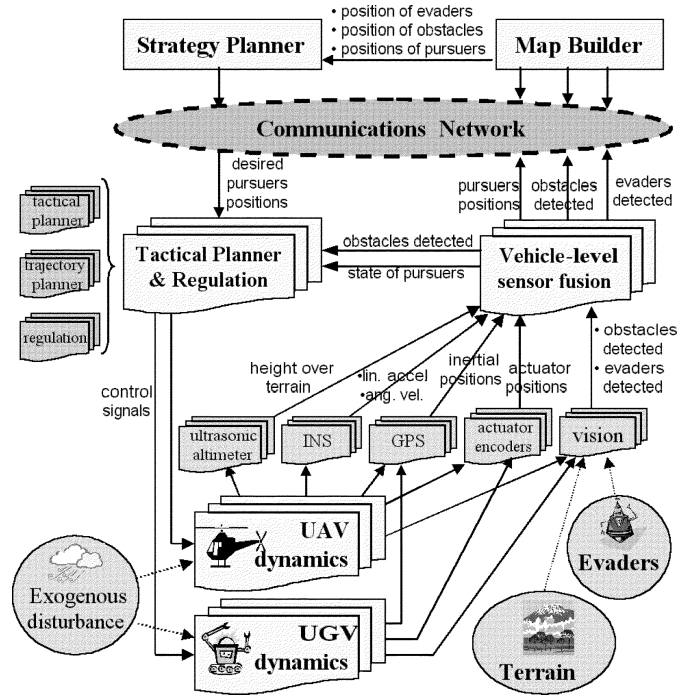 • position of evaders
• position of obstacles
• positions of pursuers
Strategy Planner
Map Builder
Communications Network
desired
pursuers
positions
pursuers
positions
obstacles
detected
evaders
detected
tactical
planner
trajectory
planner
regulation
Tactical Planner
& Regulation
obstacles detected
state of pursuers
Vehicle-level
sensor fusion
• obstacles
detected
• evaders
detected
control
signals
height over
terrain
•lin. accel
•ang. vel.
inertial
positions
actuator
positions
ultrasonic
altimeter
INS
GPS
actuator
encoders
vision
UAV
dynamics
Exogenous
disturbance
Evaders
UGV
dynamics
Terrain